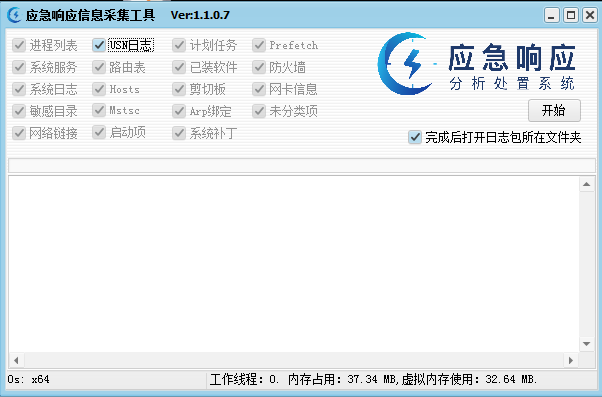 应急响应信息采集工具 Ver:1.1.0.7
进程列表 USN日志 计划任务 Prefetch
系统服务 路由表 已装软件 防火墙
系统日志 Hosts 剪切板 网卡信息
敏感目录 Mstsc Arp绑定 未分类项
网络链接 启动项 系统补丁
应急响应
分析处置系统
开始
完成后打开日志包所在文件夹
Os: x64 工作线程: 0. 内存占用: 37.34 MB,虚拟内存使用: 32.64 MB.